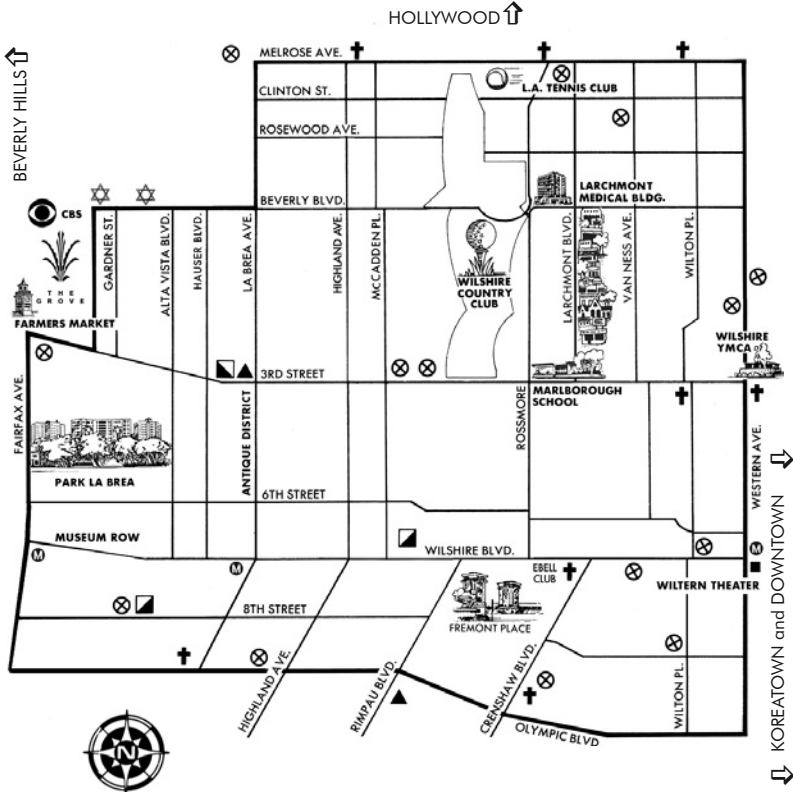 HOLLYWOOD
BEVERLY HILLS
MELROSE AVE.
CLINTON ST.
L.A. TENNIS CLUB
ROSEWOOD AVE.
BEVERLY BLVD.
LARCHMONT
MEDICAL BLDG.
CBS
THE
GROVE
FARMERS MARKET
GARDNER ST.
ALTA VISTA BLVD.
HAUSER BLVD.
LA BREA AVE.
HIGHLAND AVE.
MCCADDEN PL.
WILSHIRE
COUNTRY
CLUB
LARCHMONT BLVD.
VAN NESS AVE.
WILTON PL.
WILSHIRE
YMCA
3RD STREET
FAIRFAX AVE.
ANTIQUE DISTRICT
ROSSMORE
MARLBOROUGH
SCHOOL
WESTERN AVE.
PARK LA BREA
6TH STREET
MUSEUM ROW
WILSHIRE BLVD.
M
M
M
EBELL
CLUB
WILTERN THEATER
8TH STREET
FREMONT PLACE
HIGHLAND AVE.
RIMPAU BLVD.
CRENSHAW BLVD.
WILTON PL.
OLYMPIC BLVD
KOREATOWN and DOWNTOWN
N